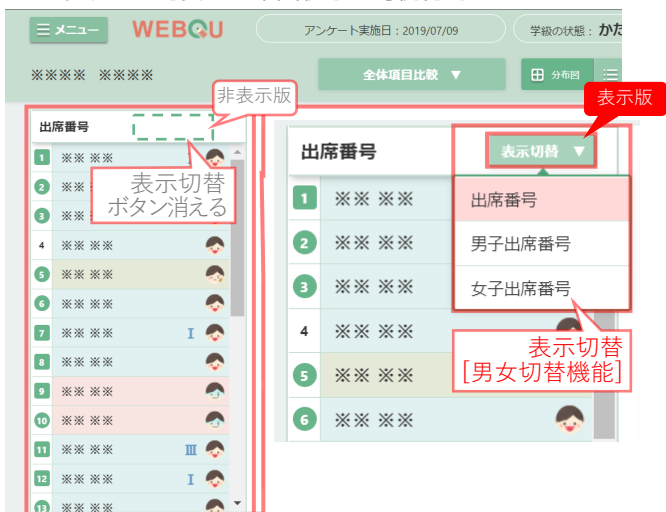 メニュー
WEBQU
アンケート実施日：2019/07/09
学級の状態：かた
※※※※ ※※※※
全体項目比較 ▼
分布図
非表示版
表示版
出席番号
1 ※※ ※※ I
2 ※※
表示切替
ボタン消える
3 ※※
4 ※※ ※※
5 ※※ ※※
6 ※※ ※※
7 ※※ ※※ I
8 ※※ ※※
9 ※※ ※※
10 ※※ ※※
11 ※※ ※※ III
12 ※※ ※※ I
13 ※※ ※※
出席番号
表示切替 ▼
出席番号
男子出席番号
女子出席番号
1 ※※ ※※
2 ※※ ※※
3 ※※ ※※
4 ※※ ※※
5 ※※ ※※
6 ※※ ※※
表示切替
[男女切替機能]